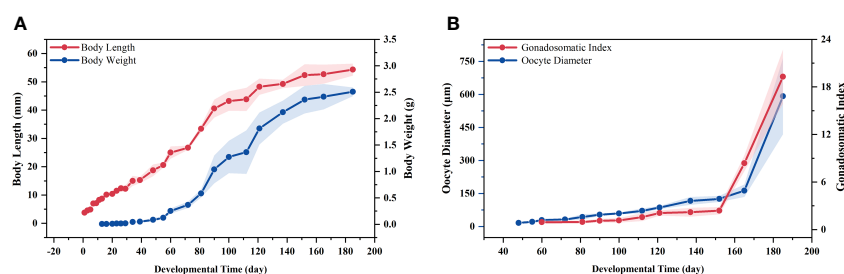 A
B
Body Length
Body Weight
60
50
40
30
20
10
0
Body Length (mm)
3.5
3.0
2.5
2.0
1.5
1.0
0.5
0.0
Body Weight (g)
-20 0 20 40 60 80 100 120 140 160 180 200
Developmental Time (day)
Gonadosomatic Index
Oocyte Diameter
750
600
450
300
150
0
Oocyte Diameter (μm)
24
18
12
6
0
Gonadosomatic Index
40 60 80 100 120 140 160 180 200
Developmental Time (day)